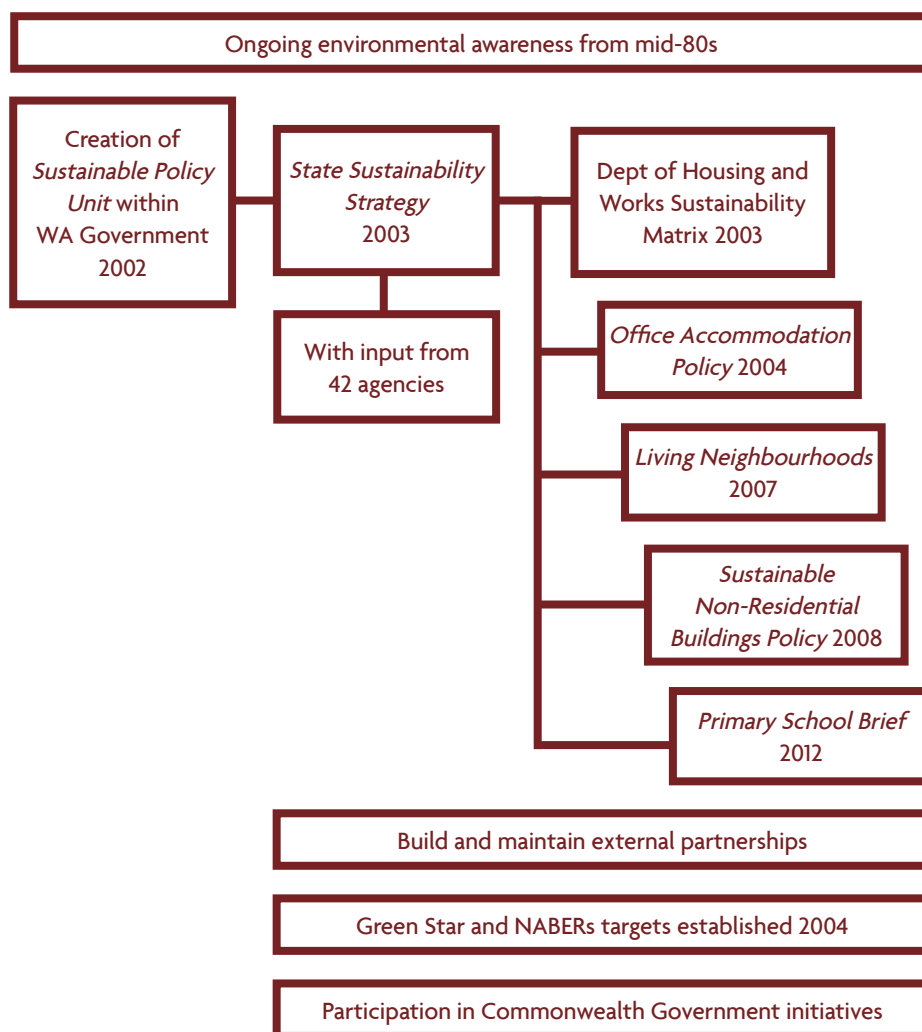 Ongoing environmental awareness from mid-80s
Creation of
Sustainable Policy
Unit within
WA Government
2002
State Sustainability
Strategy
2003
With input from
42 agencies
Dept of Housing and
Works Sustainability
Matrix 2003
Office Accommodation
Policy 2004
Living Neighbourhoods
2007
Sustainable
Non-Residential
Buildings Policy 2008
Primary School Brief
2012
Build and maintain external partnerships
Green Star and NABERs targets established 2004
Participation in Commonwealth Government initiatives